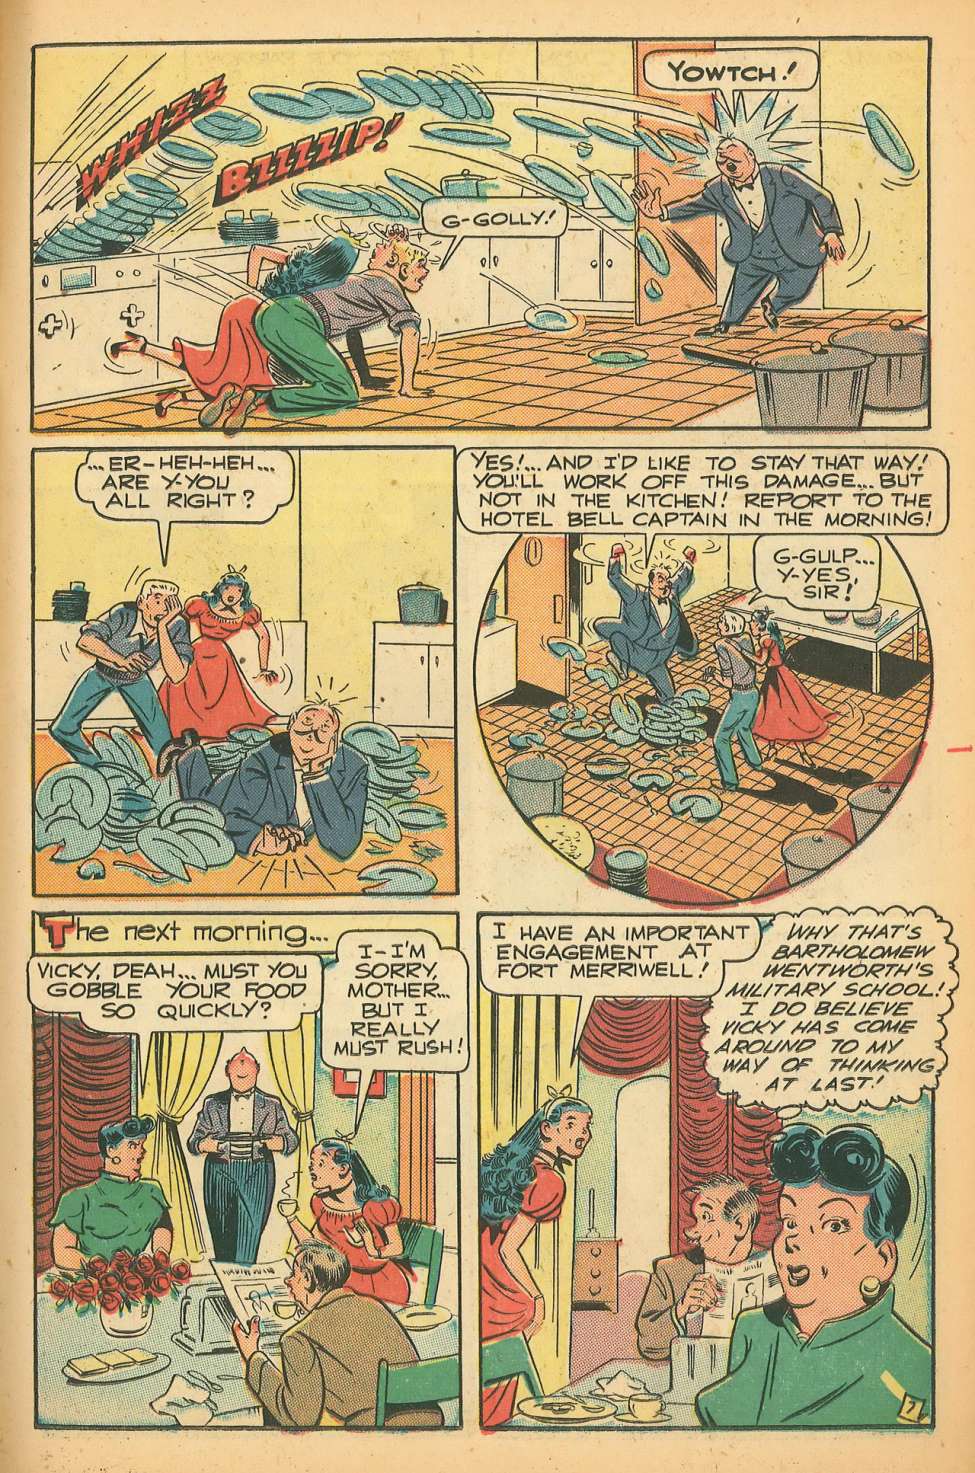 WHIZZ
BZZZZIP!
YOWTCH!
G-GOLLY!
...ER-HEH-HEH...
ARE Y-YOU
ALL RIGHT?
YES!... AND I'D LIKE TO STAY THAT WAY!
YOU'LL WORK OFF THIS DAMAGE... BUT
NOT IN THE KITCHEN! REPORT TO THE
HOTEL BELL CAPTAIN IN THE MORNING!
G-GULP...
Y-YES,
SIR!
The next morning...
VICKY, DEAH... MUST YOU
GOBBLE YOUR FOOD
SO QUICKLY?
I-I'M
SORRY,
MOTHER...
BUT I
REALLY
MUST RUSH!
I HAVE AN IMPORTANT
ENGAGEMENT AT
FORT MERRIWELL!
WHY THAT'S
BARTHOLOMEW
WENTWORTH'S
MILITARY SCHOOL!
I DO BELIEVE
VICKY HAS COME
AROUND TO MY
WAY OF THINKING
AT LAST!
7